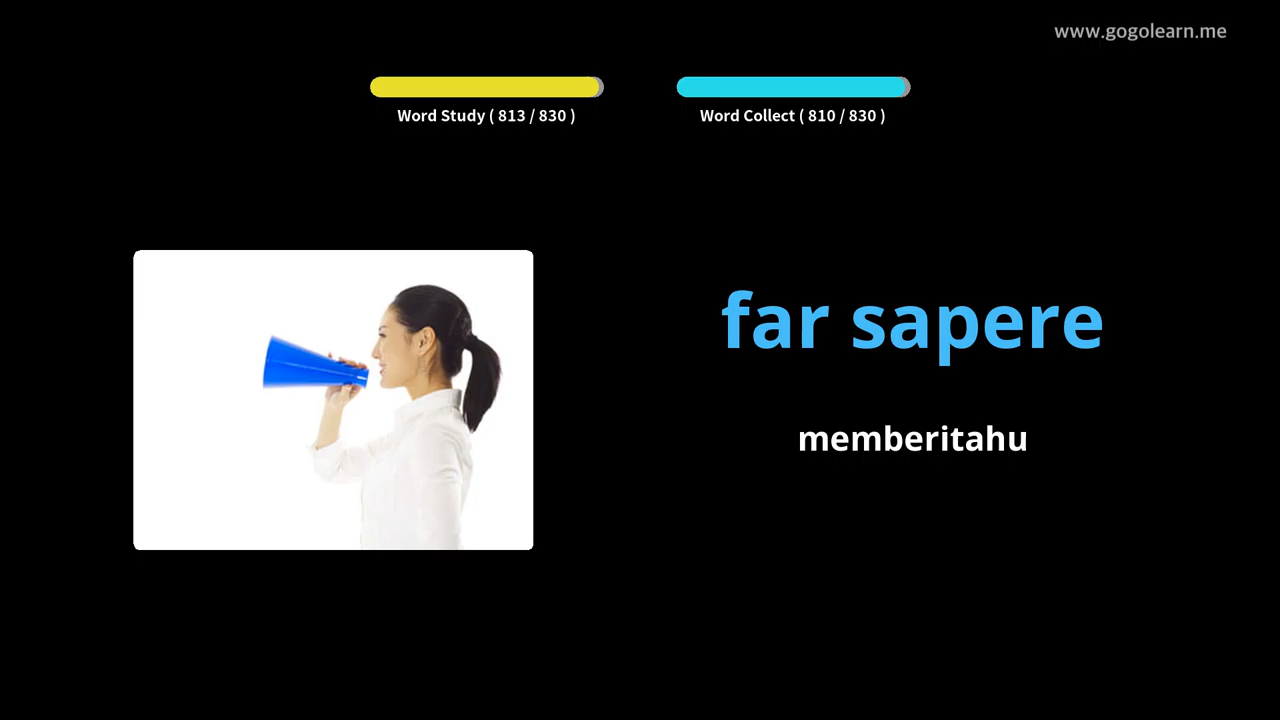 www.gogolearn.me
Word Study ( 813 / 830 )
Word Collect ( 810 / 830 )
far sapere
memberitahu